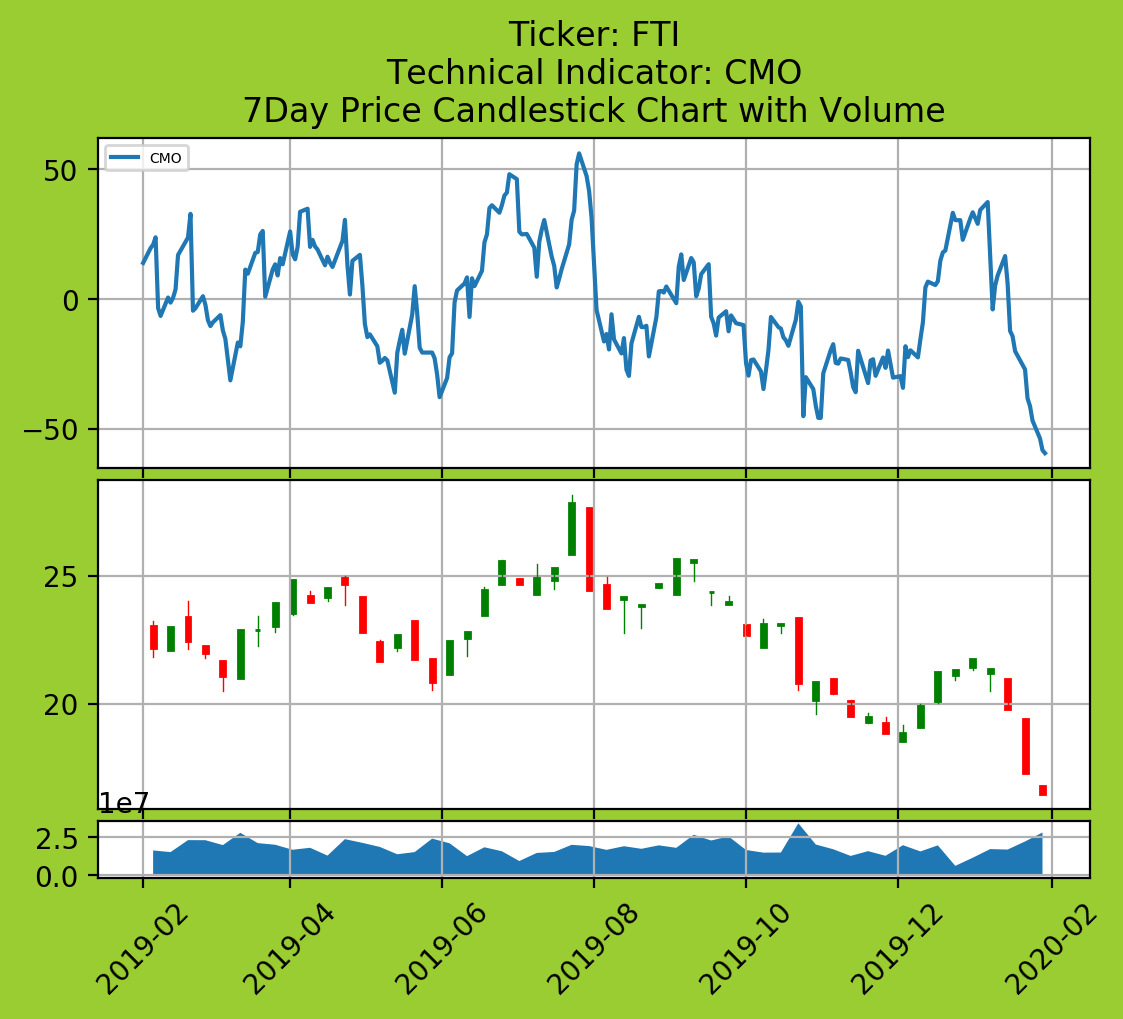 Ticker: FTI
Technical Indicator: CMO
7Day Price Candlestick Chart with Volume
CMO
50
0
−50
25
20
1e7
2.5
0.0
2019-02
2019-04
2019-06
2019-08
2019-10
2019-12
2020-02